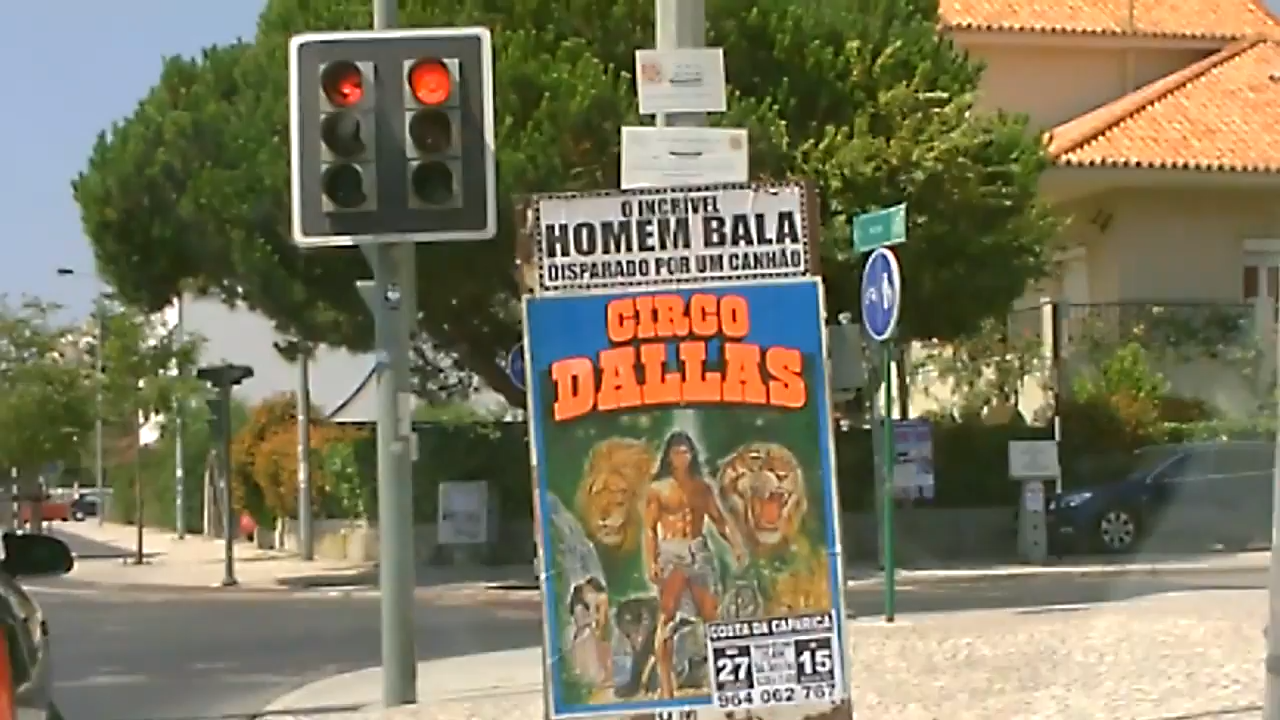 O INCRÍVEL
HOMEM BALA
DISPARADO POR UM CANHÃO
CIRCO
DALLAS
COSTA DA CAPARICA
27
15
964 062 767